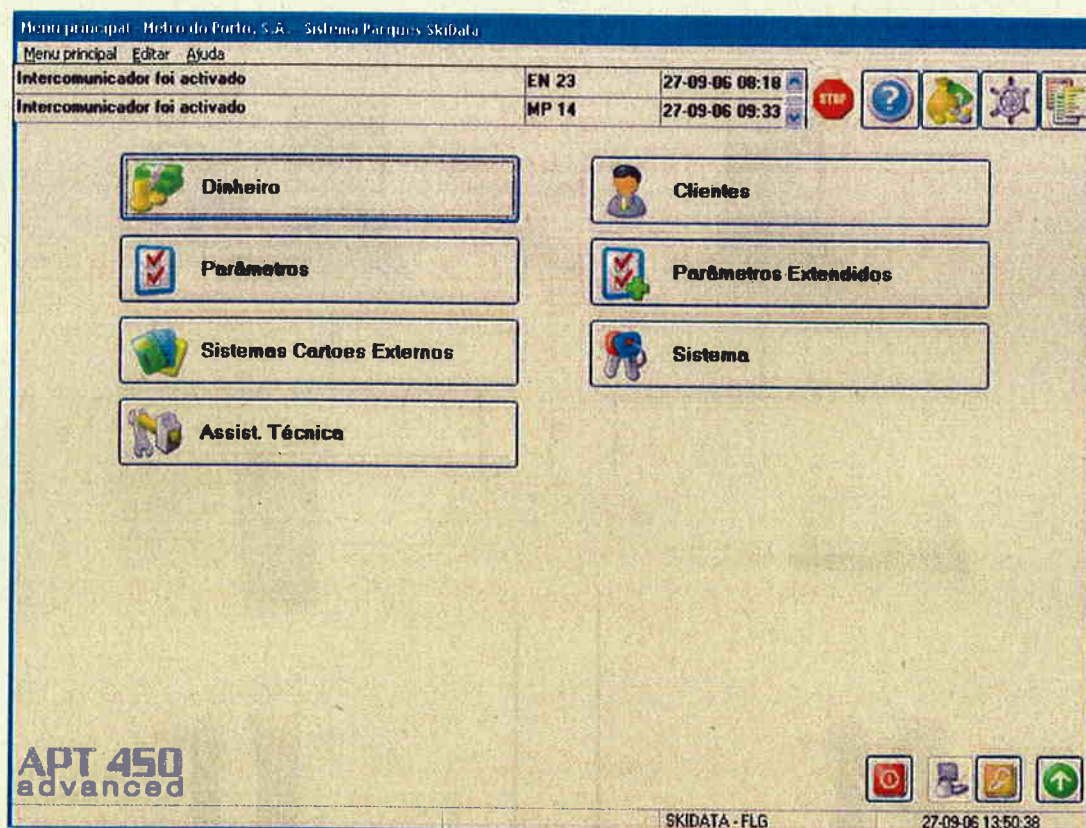 Menu principal - Metro do Porto, S.A. - Sistema Parques SkiData
Menu principal Editar Ajuda
Intercomunicador foi activado EN 23 27-09-06 08:18
STOP
Intercomunicador foi activado MP 14 27-09-06 09:33
Dinheiro
Clientes
Parâmetros
Parâmetros Extendidos
Sistemas Cartoes Externos
Sistema
Assist. Técnica
APT 450
advanced
SKIDATA - FLG 27-09-06 13:50:38